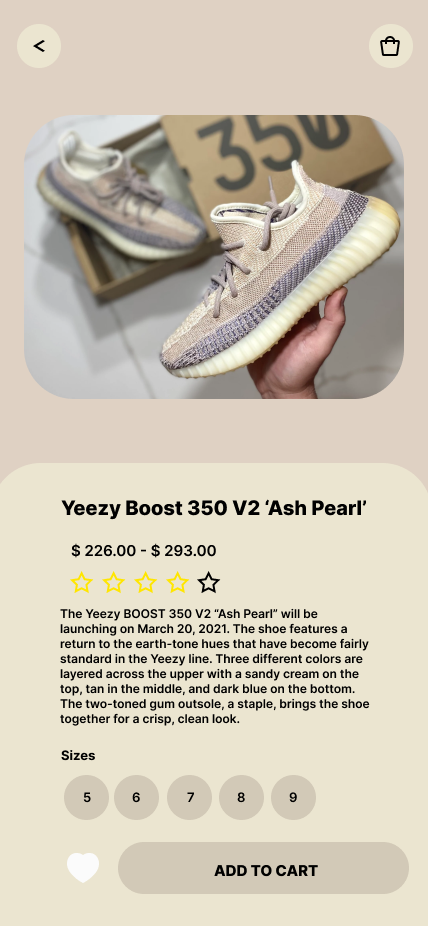 <
350
Yeezy Boost 350 V2 ‘Ash Pearl’
$ 226.00 - $ 293.00
The Yeezy BOOST 350 V2 “Ash Pearl” will be
launching on March 20, 2021. The shoe features a
return to the earth-tone hues that have become fairly
standard in the Yeezy line. Three different colors are
layered across the upper with a sandy cream on the
top, tan in the middle, and dark blue on the bottom.
The two-toned gum outsole, a staple, brings the shoe
together for a crisp, clean look.
Sizes
5 6 7 8 9
ADD TO CART